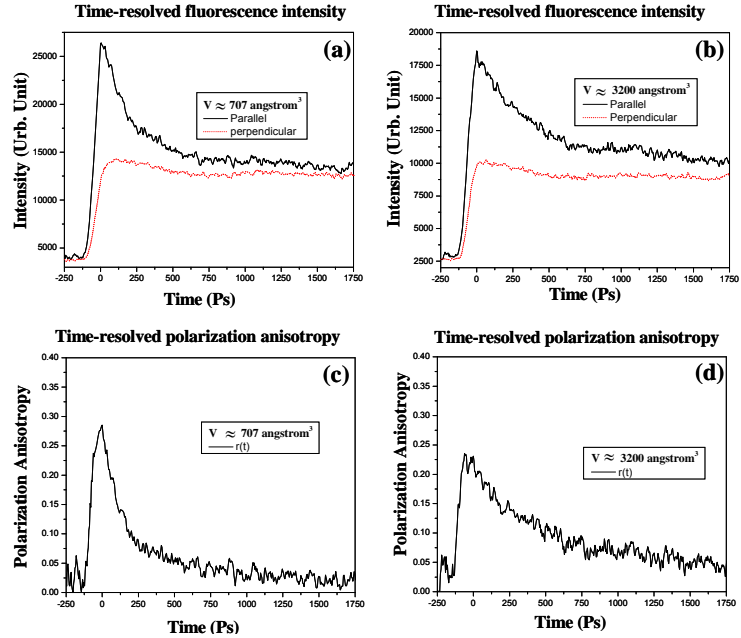 Time-resolved fluorescence intensity
(a)
V ≈ 707 angstrom³
Parallel
perpendicular
25000
20000
15000
10000
5000
Intensity (Urb. Unit)
-250 0 250 500 750 1000 1250 1500 1750
Time (Ps)
Time-resolved fluorescence intensity
(b)
V ≈ 3200 angstrom³
Parallel
Perpendicular
20000
17500
15000
12500
10000
7500
5000
2500
Intensity (Urb. Unit)
-250 0 250 500 750 1000 1250 1500 1750
Time (Ps)
Time-resolved polarization anisotropy
(c)
V ≈ 707 angstrom³
r(t)
0.40
0.35
0.30
0.25
0.20
0.15
0.10
0.05
0.00
Polarization Anisotropy
-250 0 250 500 750 1000 1250 1500 1750
Time (Ps)
Time-resolved polarization anisotropy
(d)
V ≈ 3200 angstrom³
r(t)
0.40
0.35
0.30
0.25
0.20
0.15
0.10
0.05
0.00
Polarization Anisotropy
-250 0 250 500 750 1000 1250 1500 1750
Time (Ps)